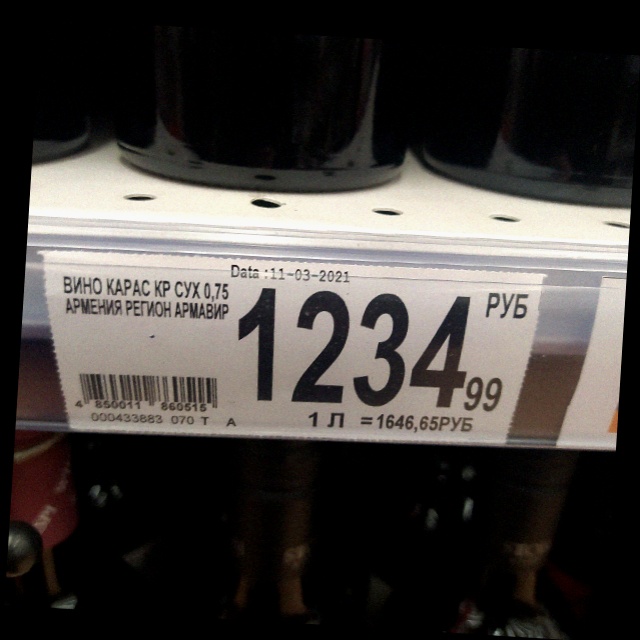 Data :11-03-2021
ВИНО КАРАС КР СУХ 0,75
АРМЕНИЯ РЕГИОН АРМАВИР
1234 99 РУБ
4 850011 860515
000433883 070 Т А
1 Л =1646,65РУБ